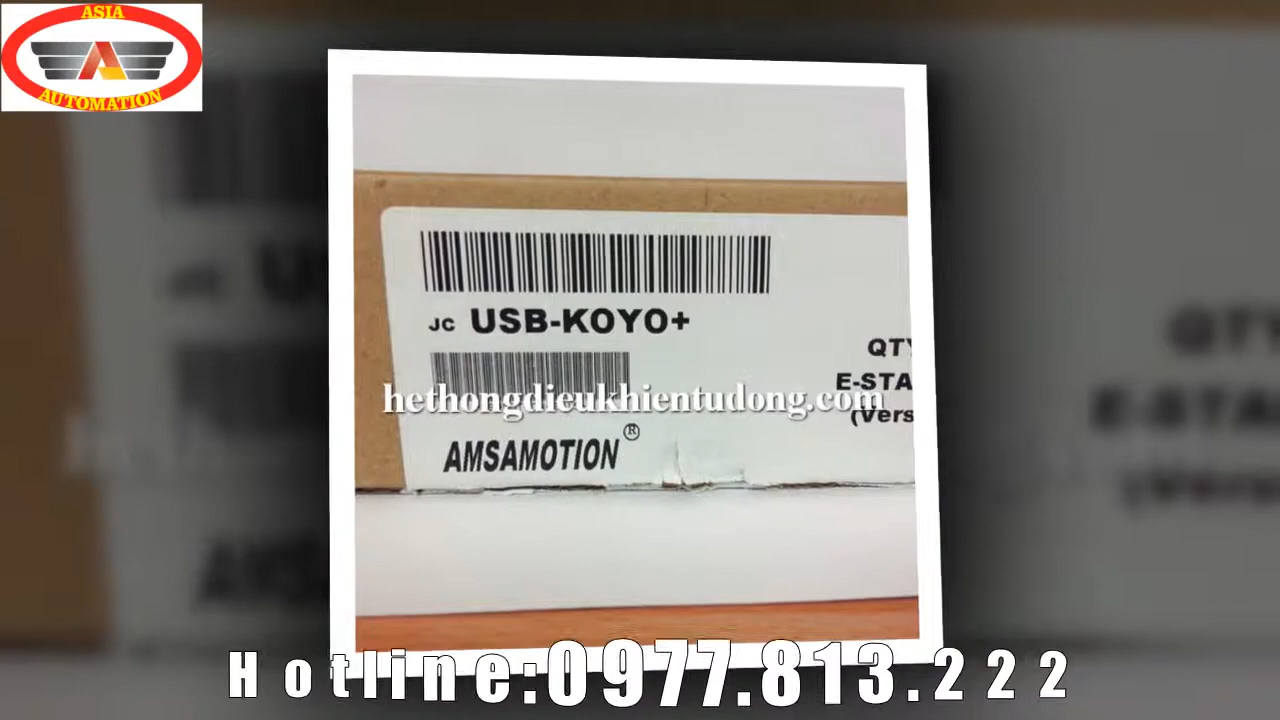 ASIA
AUTOMATION
JC USB-KOYO+
QTY
E-STA
(Vers
hethongdieukhientudong.com
AMSAMOTION®
Hotline:0977.813.222